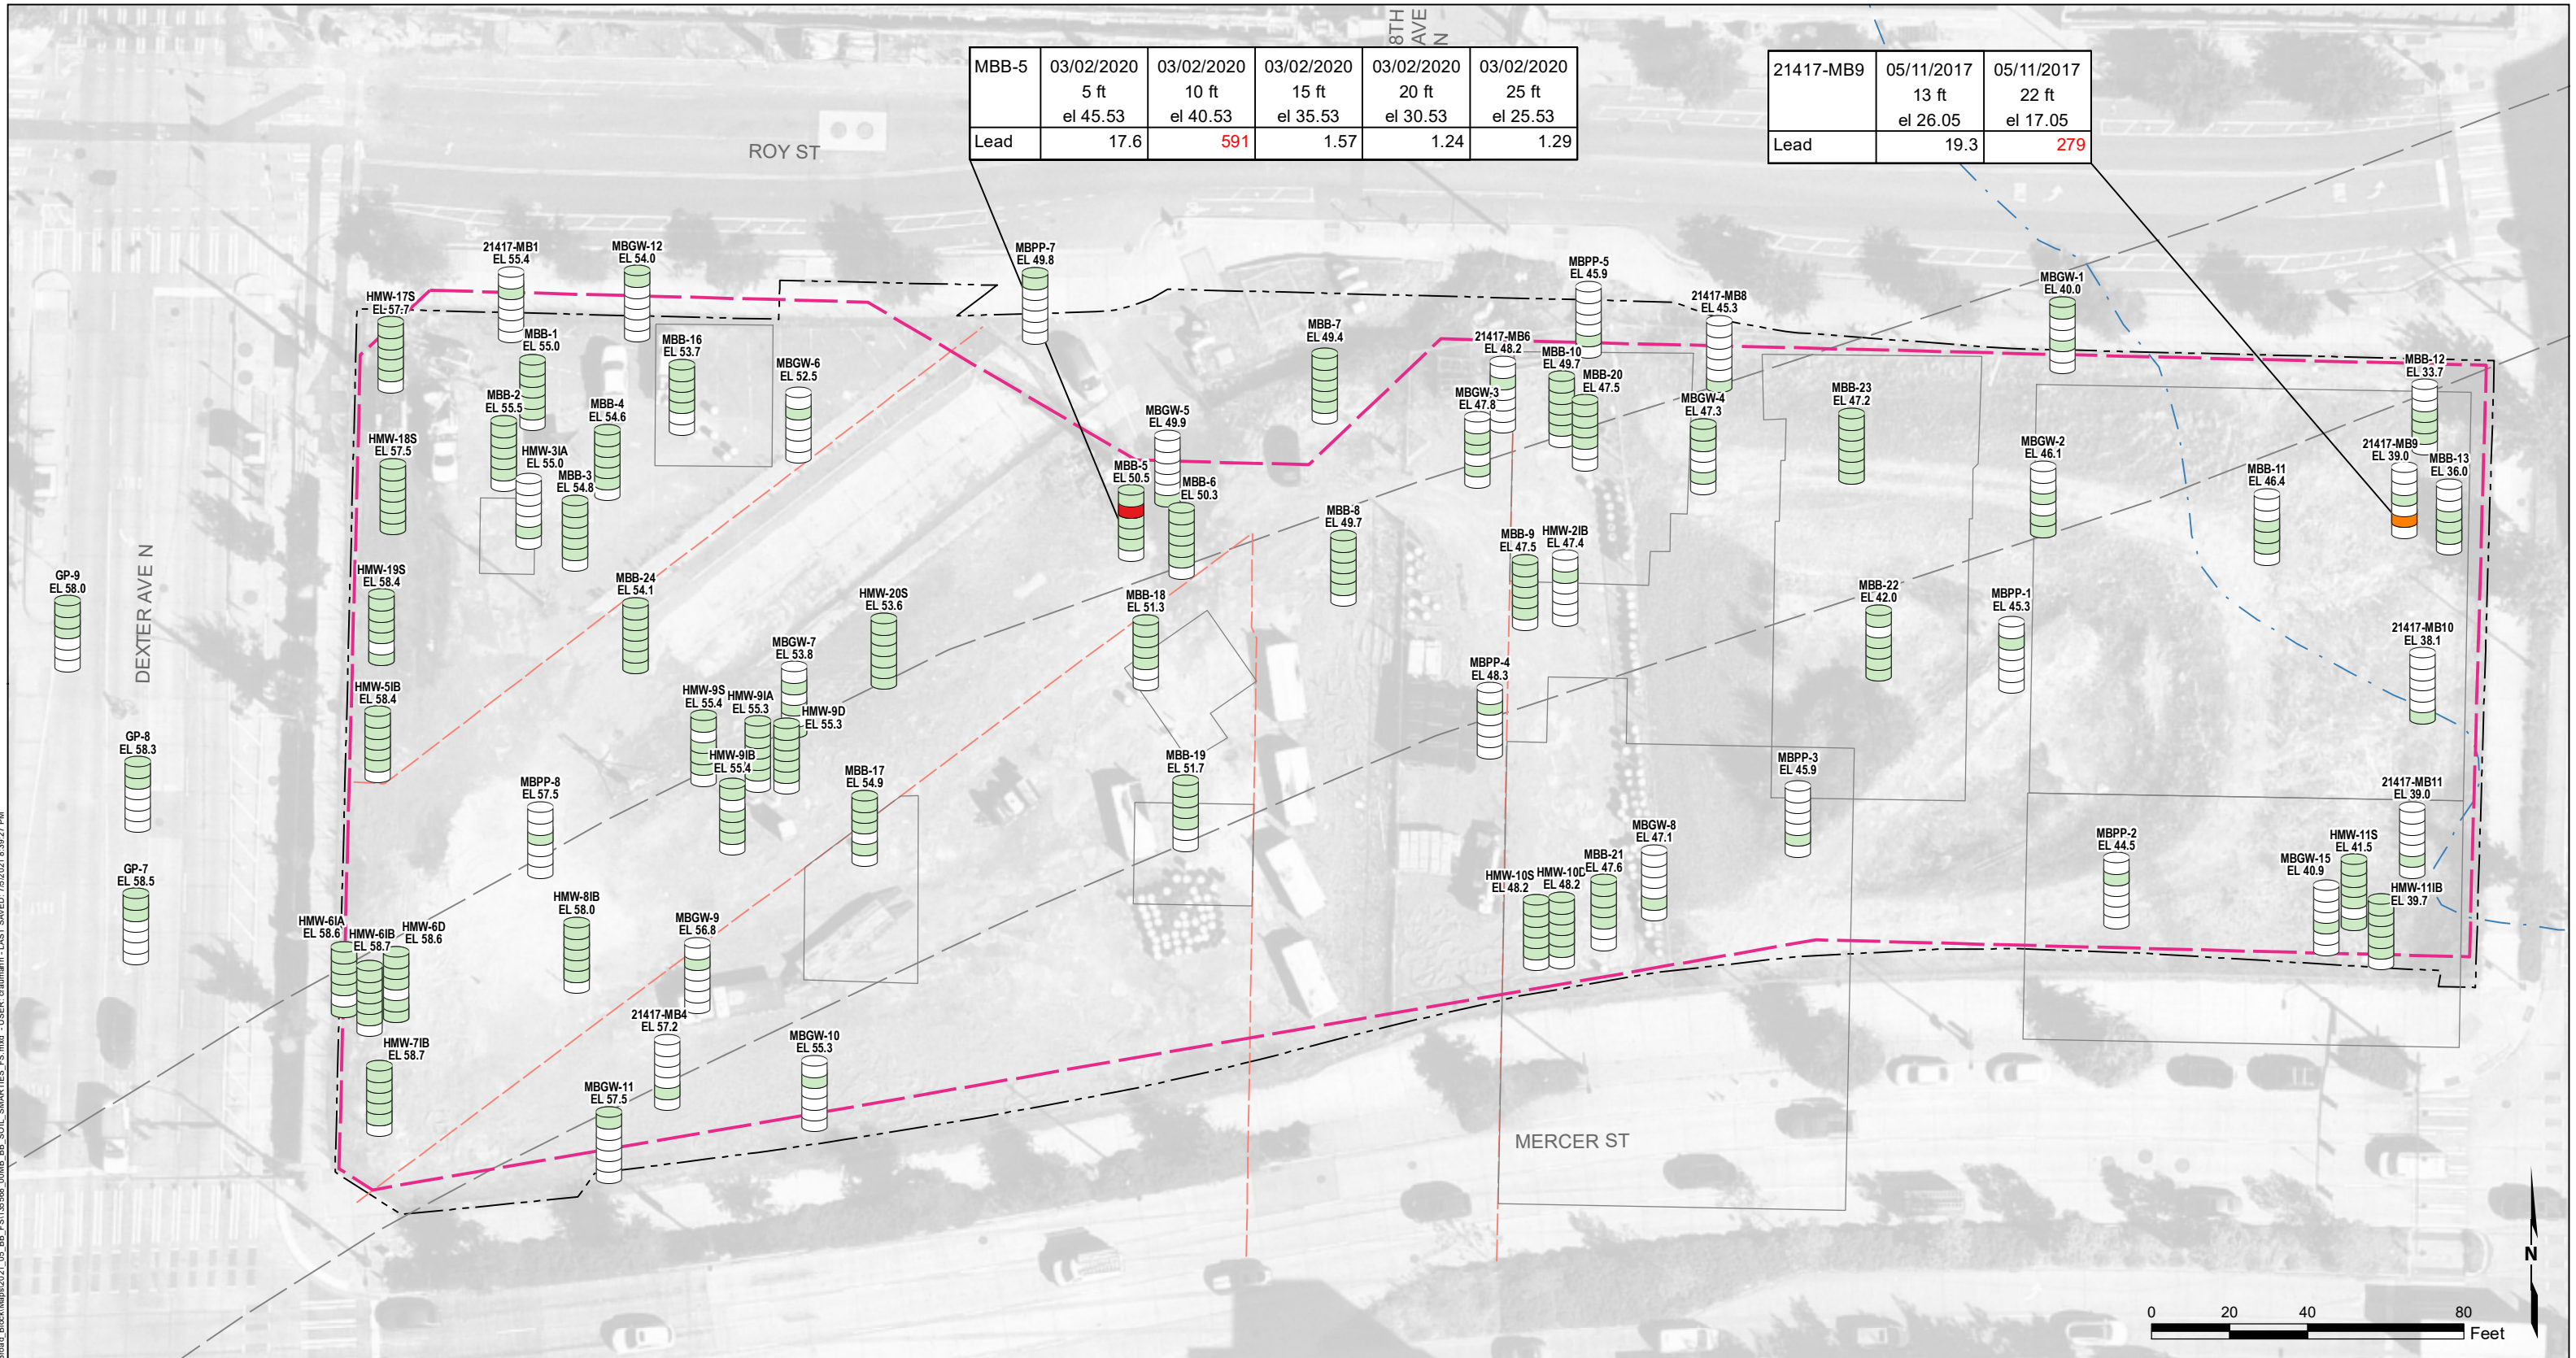 8TH
AVE
N
MBB-5 03/02/2020 03/02/2020 03/02/2020 03/02/2020 03/02/2020
5 ft 10 ft 15 ft 20 ft 25 ft
el 45.53 el 40.53 el 35.53 el 30.53 el 25.53
Lead 17.6 591 1.57 1.24 1.29
21417-MB9 05/11/2017 05/11/2017
13 ft 22 ft
el 26.05 el 17.05
Lead 19.3 279
ROY ST
DEXTER AVE N
MERCER ST
21417-MB1
EL 55.4
MBGW-12
EL 54.0
MBPP-7
EL 49.8
MBPP-5
EL 45.9
21417-MB8
EL 45.3
MBGW-1
EL 40.0
HMW-17S
EL 57.7
MBB-1
EL 55.0
MBB-16
EL 53.7
MBGW-6
EL 52.5
MBB-7
EL 49.4
21417-MB6
EL 48.2
MBB-10
EL 49.7
MBB-20
EL 47.5
MBB-12
EL 33.7
MBB-2
EL 55.5
MBB-4
EL 54.6
MBGW-5
EL 49.9
MBGW-3
EL 47.8
MBGW-4
EL 47.3
MBB-23
EL 47.2
HMW-18S
EL 57.5
HMW-3IA
EL 55.0
MBB-3
EL 54.8
MBB-5
EL 50.5
MBB-6
EL 50.3
MBGW-2
EL 46.1
MBB-11
EL 46.4
21417-MB9
EL 39.0
MBB-13
EL 36.0
MBB-8
EL 49.7
MBB-9
EL 47.5
HMW-2IB
EL 47.4
GP-9
EL 58.0
HMW-19S
EL 58.4
MBB-24
EL 54.1
HMW-20S
EL 53.6
MBB-18
EL 51.3
MBB-22
EL 42.0
MBPP-1
EL 45.3
21417-MB10
EL 38.1
MBGW-7
EL 53.8
MBPP-4
EL 48.3
HMW-5IB
EL 58.4
HMW-9S
EL 55.4
HMW-9IA
EL 55.3
HMW-9D
EL 55.3
GP-8
EL 58.3
HMW-9IB
EL 55.4
MBB-17
EL 54.9
MBB-19
EL 51.7
MBPP-3
EL 45.9
MBPP-8
EL 57.5
21417-MB11
EL 39.0
MBGW-8
EL 47.1
MBPP-2
EL 44.5
HMW-11S
EL 41.5
MBGW-15
EL 40.9
HMW-11IB
EL 39.7
GP-7
EL 58.5
HMW-10S
EL 48.2
HMW-10D
EL 48.2
MBB-21
EL 47.6
HMW-8IB
EL 58.0
MBGW-9
EL 56.8
HMW-6IA
EL 58.6
HMW-6IB
EL 58.7
HMW-6D
EL 58.6
21417-MB4
EL 57.2
HMW-7IB
EL 58.7
MBGW-10
EL 55.3
MBGW-11
EL 57.5
N
0 20 40 80
Feet